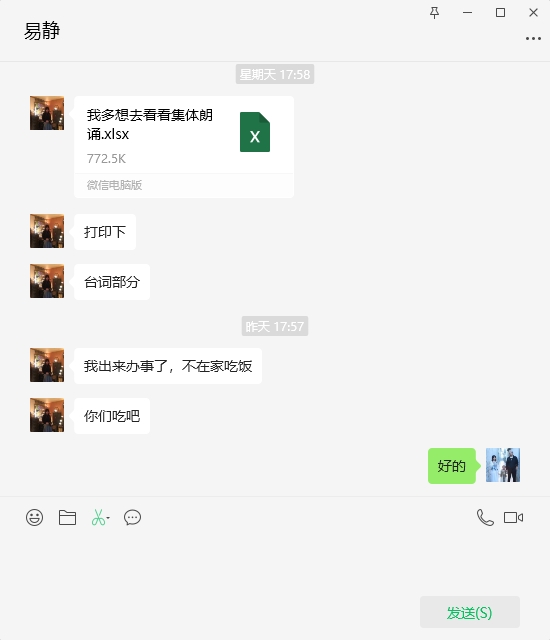 易静
星期天 17:58
我多想去看看集体朗
诵.xlsx
X
772.5K
微信电脑版
打印下
台词部分
昨天 17:57
我出来办事了，不在家吃饭
你们吃吧
好的
发送(S)